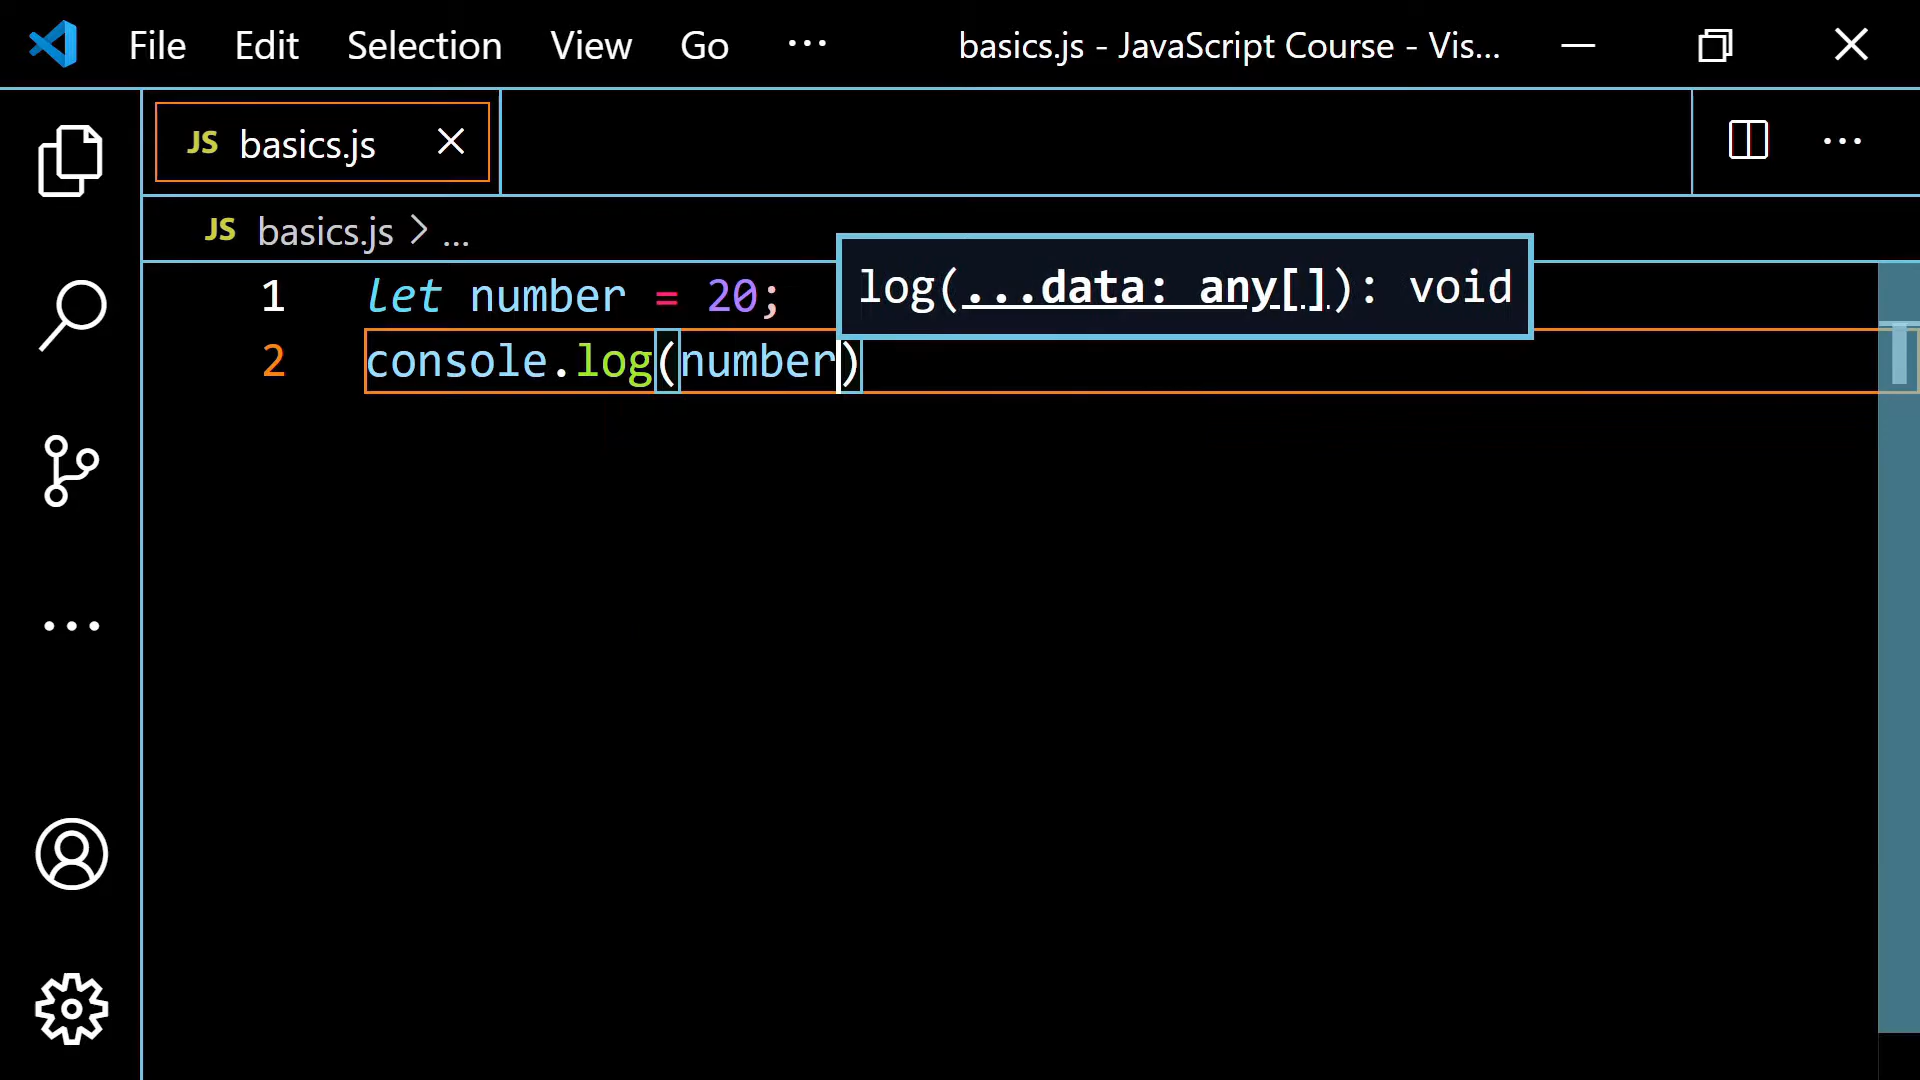 File Edit Selection View Go ... basics.js - JavaScript Course - Vis...
JS basics.js
JS basics.js > ...
log(...data: any[]): void
1 let number = 20;
2 console.log(number)